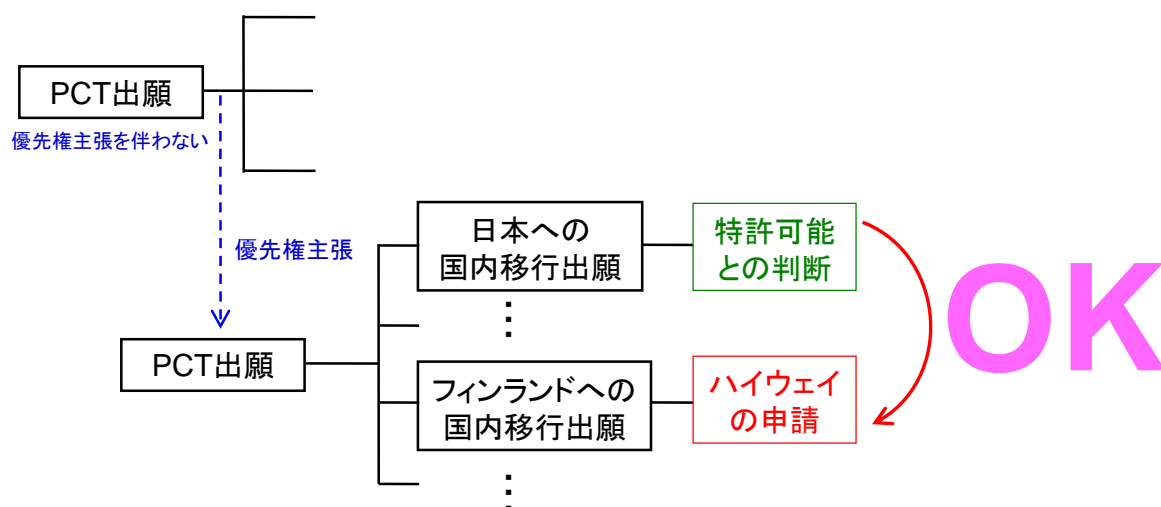 PCT出願
優先権主張を伴わない
優先権主張
PCT出願
日本への
国内移行出願
特許可能
との判断
OK
フィンランドへの
国内移行出願
ハイウェイ
の申請